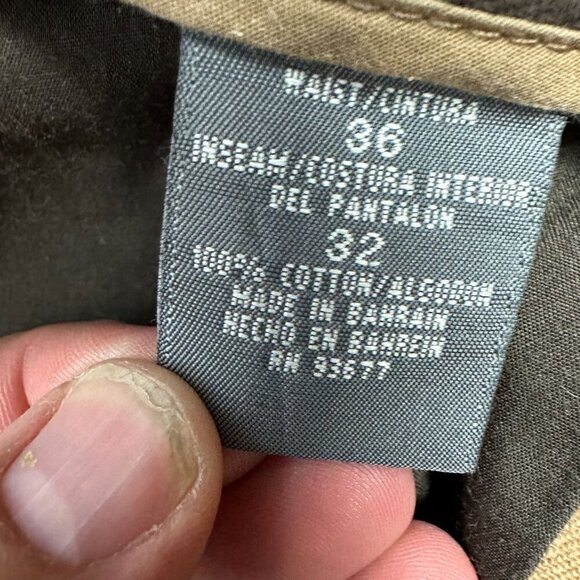 WAIST/CINTURA
36
INSEAM/COSTURA INTERIOR
DEL PANTALON
32
100% COTTON/ALGODON
MADE IN BAHRAIN
HECHO EN BAHREIN
RN 93677